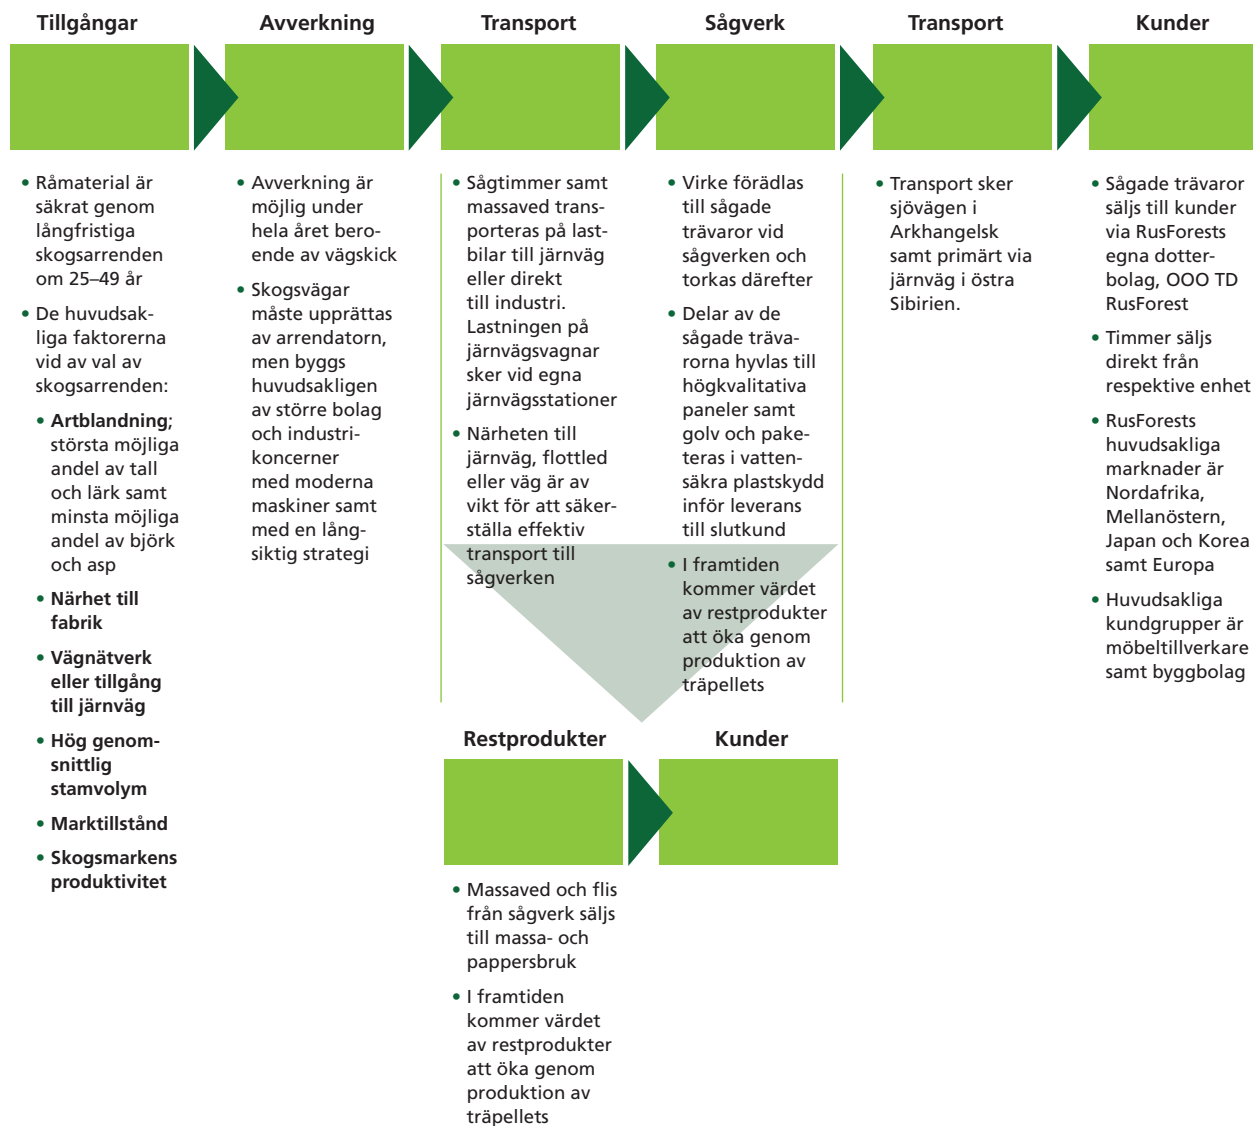 Tillgångar
Avverkning
Transport
Sågverk
Transport
Kunder
• Råmaterial är
säkrat genom
långfristiga
skogsarrenden
om 25–49 år
• De huvudsak-
liga faktorerna
vid av val av
skogsarrenden:
• Artblandning;
största möjliga
andel av tall
och lärk samt
minsta möjliga
andel av björk
och asp
• Närhet till
fabrik
• Vägnätverk
eller tillgång
till järnväg
• Hög genom-
snittlig
stamvolym
• Marktillstånd
• Skogsmarkens
produktivitet
• Avverkning är
möjlig under
hela året bero-
ende av vägskick
• Skogsvägar
måste upprättas
av arrendatorn,
men byggs
huvudsakligen
av större bolag
och industri-
koncerner
med moderna
maskiner samt
med en lång-
siktig strategi
• Sågtimmer samt
massaved trans-
porteras på last-
bilar till järnväg
eller direkt
till industri.
Lastningen på
järnvägsvagnar
sker vid egna
järnvägsstationer
• Närheten till
järnväg, flottled
eller väg är av
vikt för att säker-
ställa effektiv
transport till
sågverken
• Virke förädlas
till sågade
trävaror vid
sågverken och
torkas därefter
• Delar av de
sågade träva-
rorna hyvlas till
högkvalitativa
paneler samt
golv och pake-
teras i vatten-
säkra plastskydd
inför leverans
till slutkund
• I framtiden
kommer värdet
av restprodukter
att öka genom
produktion av
träpellets
• Transport sker
sjövägen i
Arkhangelsk
samt primärt via
järnväg i östra
Sibirien.
• Sågade trävaror
säljs till kunder
via RusForests
egna dotter-
bolag, OOO TD
RusForest
• Timmer säljs
direkt från
respektive enhet
• RusForests
huvudsakliga
marknader är
Nordafrika,
Mellanöstern,
Japan och Korea
samt Europa
• Huvudsakliga
kundgrupper är
möbeltillverkare
samt byggbolag
Restprodukter
Kunder
• Massaved och flis
från sågverk säljs
till massa- och
pappersbruk
• I framtiden
kommer värdet
av restprodukter
att öka genom
produktion av
träpellets